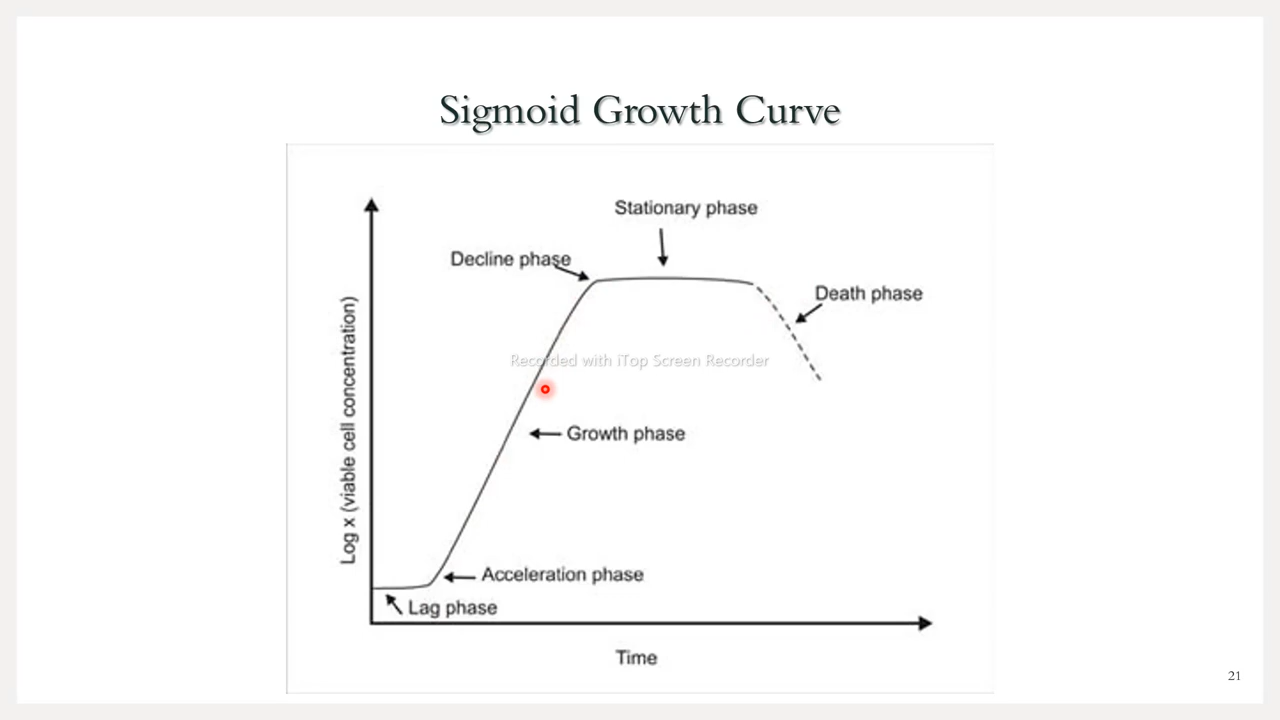 Sigmoid Growth Curve
Stationary phase
Decline phase
Death phase
Recorded with iTop Screen Recorder
Growth phase
Log x (viable cell concentration)
Acceleration phase
Lag phase
Time
21